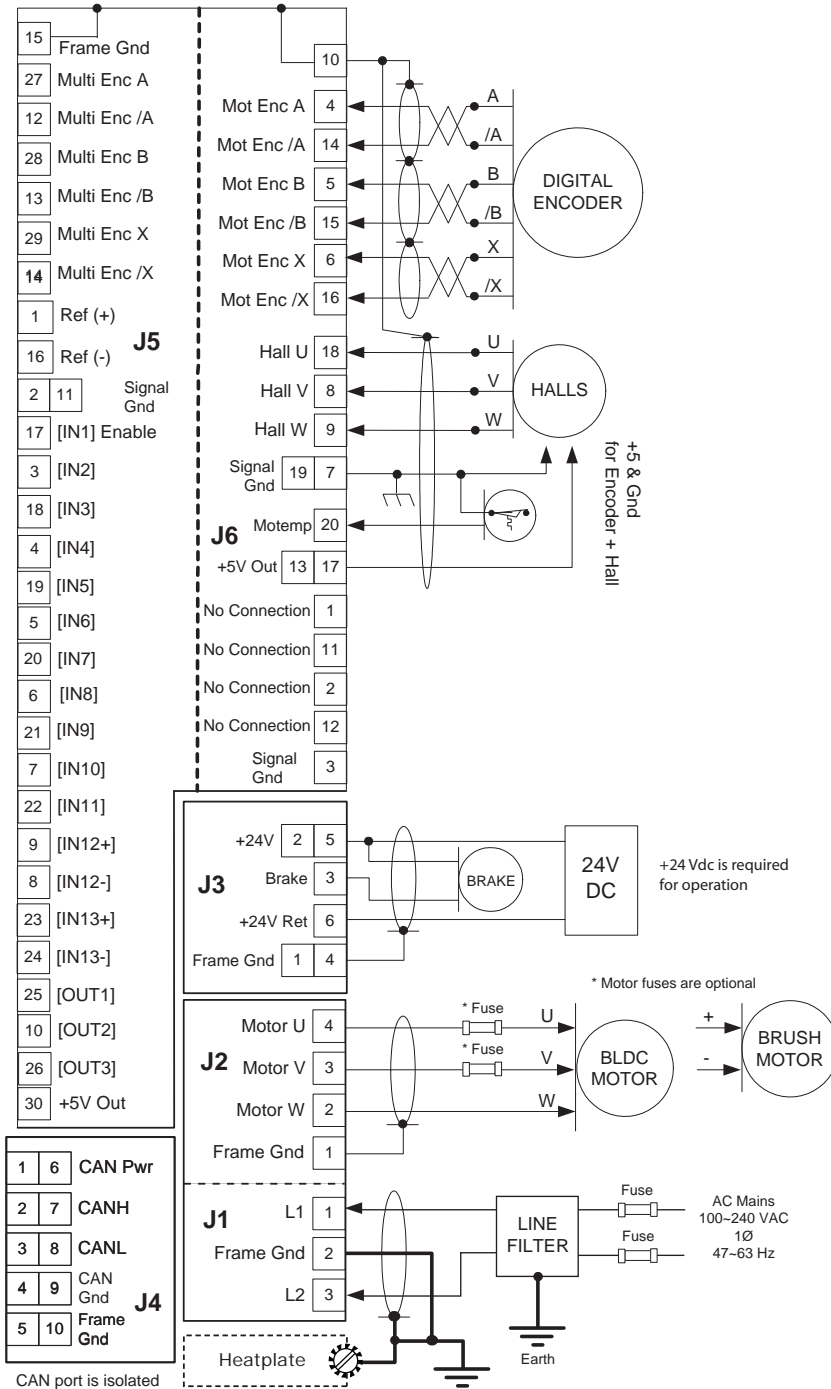 15 Frame Gnd
27 Multi Enc A
12 Multi Enc /A
28 Multi Enc B
13 Multi Enc /B
29 Multi Enc X
14 Multi Enc /X
1 Ref (+)
J5
16 Ref (-)
2 11 Signal
Gnd
17 [IN1] Enable
3 [IN2]
18 [IN3]
4 [IN4]
19 [IN5]
5 [IN6]
20 [IN7]
6 [IN8]
21 [IN9]
7 [IN10]
22 [IN11]
9 [IN12+]
8 [IN12-]
23 [IN13+]
24 [IN13-]
25 [OUT1]
10 [OUT2]
26 [OUT3]
30 +5V Out
10
Mot Enc A 4
Mot Enc /A 14
Mot Enc B 5
Mot Enc /B 15
Mot Enc X 6
Mot Enc /X 16
Hall U 18
Hall V 8
Hall W 9
Signal
Gnd 19 7
J6
Motemp 20
+5V Out 13 17
No Connection 1
No Connection 11
No Connection 2
No Connection 12
Signal
Gnd 3
A
/A
B
/B
X
/X
DIGITAL
ENCODER
U
V
W
HALLS
+5 & Gnd
for Encoder + Hall
J3
+24V 2 5
Brake 3
+24V Ret 6
Frame Gnd 1 4
BRAKE
24V
DC
+24 Vdc is required
for operation
* Motor fuses are optional
J2
Motor U 4
Motor V 3
Motor W 2
Frame Gnd 1
* Fuse
* Fuse
U
V
W
BLDC
MOTOR
+
-
BRUSH
MOTOR
J1
L1 1
Frame Gnd 2
L2 3
LINE
FILTER
Fuse
Fuse
AC Mains
100~240 VAC
1Ø
47~63 Hz
Earth
Heatplate
1 6 CAN Pwr
2 7 CANH
3 8 CANL
4 9 CAN
Gnd
J4
5 10 Frame
Gnd
CAN port is isolated